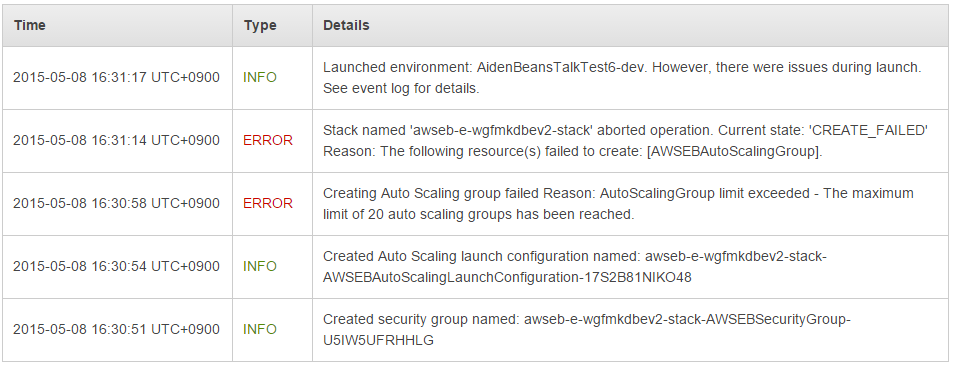 Time Type Details
2015-05-08 16:31:17 UTC+0900 INFO Launched environment: AidenBeansTalkTest6-dev. However, there were issues during launch.
See event log for details.
2015-05-08 16:31:14 UTC+0900 ERROR Stack named 'awseb-e-wgfmkdbev2-stack' aborted operation. Current state: 'CREATE_FAILED'
Reason: The following resource(s) failed to create: [AWSEBAutoScalingGroup].
2015-05-08 16:30:58 UTC+0900 ERROR Creating Auto Scaling group failed Reason: AutoScalingGroup limit exceeded - The maximum
limit of 20 auto scaling groups has been reached.
2015-05-08 16:30:54 UTC+0900 INFO Created Auto Scaling launch configuration named: awseb-e-wgfmkdbev2-stack-
AWSEBAutoScalingLaunchConfiguration-17S2B81NIKO48
2015-05-08 16:30:51 UTC+0900 INFO Created security group named: awseb-e-wgfmkdbev2-stack-AWSEBSecurityGroup-
U5IW5UFRHHLG